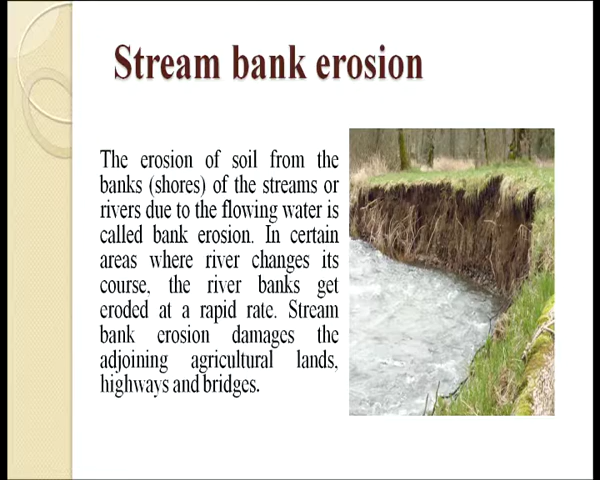 Stream bank erosion
The erosion of soil from the
banks (shores) of the streams or
rivers due to the flowing water is
called bank erosion. In certain
areas where river changes its
course, the river banks get
eroded at a rapid rate. Stream
bank erosion damages the
adjoining agricultural lands,
highways and bridges.